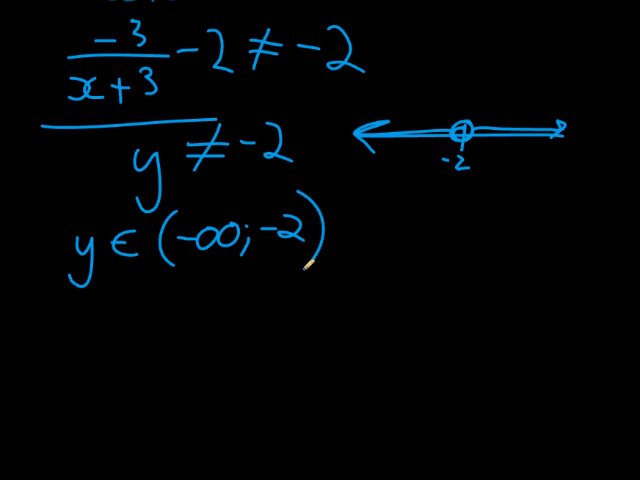 -3/(x+3) - 2 ≠ -2
y ≠ -2
-2
y ∈ (-∞; -2)